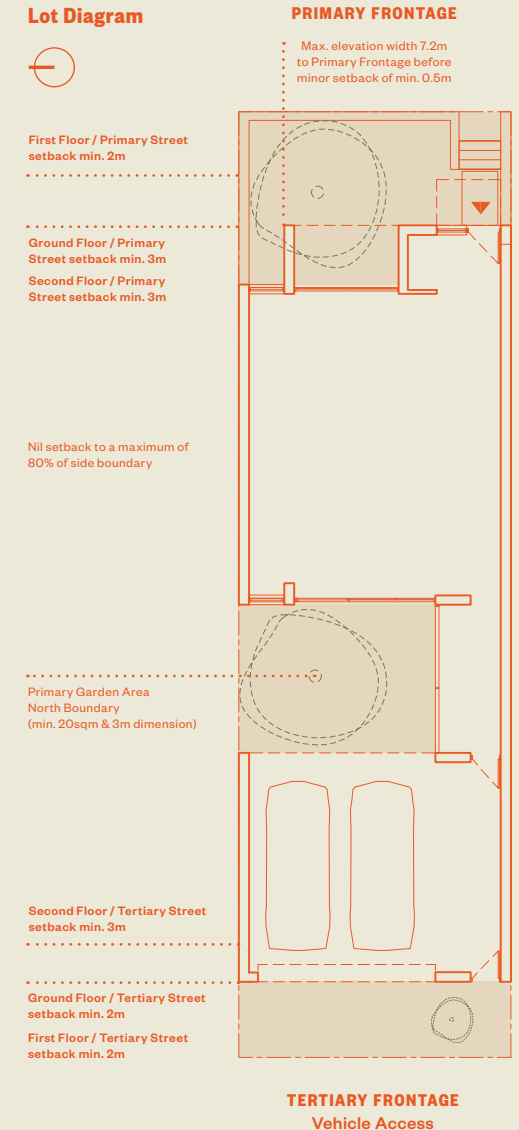 Lot Diagram
PRIMARY FRONTAGE
Max. elevation width 7.2m
to Primary Frontage before
minor setback of min. 0.5m
First Floor / Primary Street
setback min. 2m
Ground Floor / Primary
Street setback min. 3m
Second Floor / Primary
Street setback min. 3m
Nil setback to a maximum of
80% of side boundary
Primary Garden Area
North Boundary
(min. 20sqm & 3m dimension)
Second Floor / Tertiary Street
setback min. 3m
Ground Floor / Tertiary Street
setback min. 2m
First Floor / Tertiary Street
setback min. 2m
TERTIARY FRONTAGE
Vehicle Access